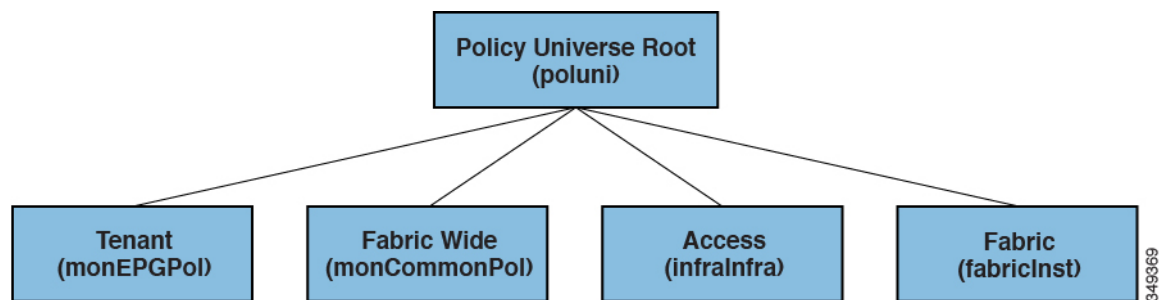 Policy Universe Root
(poluni)
Tenant
(monEPGPol)
Fabric Wide
(monCommonPol)
Access
(infraInfra)
Fabric
(fabricInst)
349369